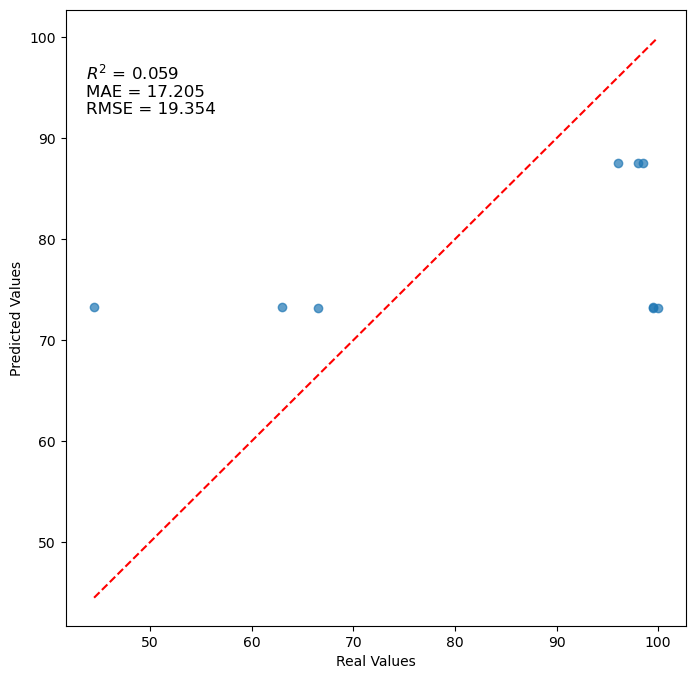 100
90
80
70
60
50
R² = 0.059
MAE = 17.205
RMSE = 19.354
Predicted Values
50 60 70 80 90 100
Real Values